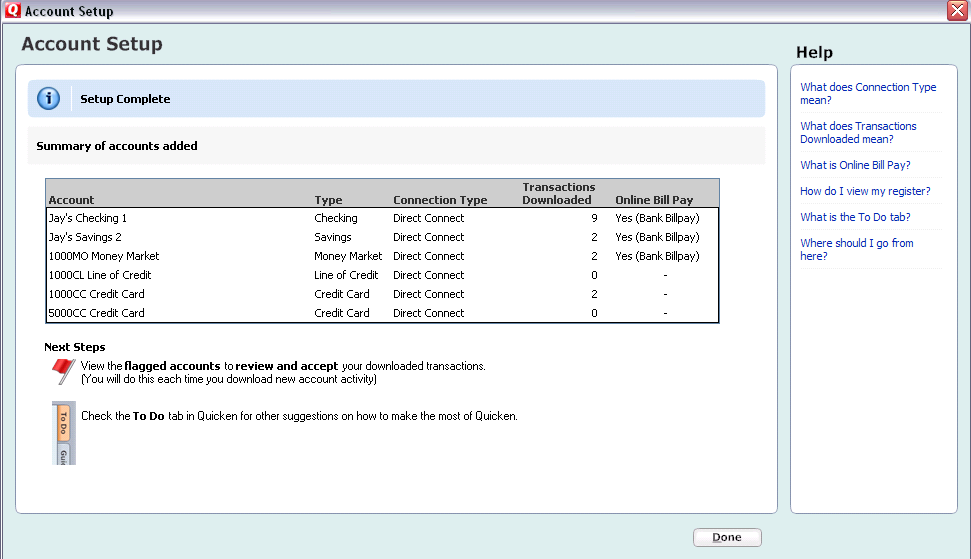 Account Setup
Account Setup
Setup Complete
Summary of accounts added
Account Type Connection Type Transactions Downloaded Online Bill Pay
Jay's Checking 1 Checking Direct Connect 9 Yes (Bank Billpay)
Jay's Savings 2 Savings Direct Connect 2 Yes (Bank Billpay)
1000MO Money Market Money Market Direct Connect 2 Yes (Bank Billpay)
1000CL Line of Credit Line of Credit Direct Connect 0 -
1000CC Credit Card Credit Card Direct Connect 2 -
5000CC Credit Card Credit Card Direct Connect 0 -
Next Steps
View the flagged accounts to review and accept your downloaded transactions.
(You will do this each time you download new account activity)
To Do
Check the To Do tab in Quicken for other suggestions on how to make the most of Quicken.
Done
Help
What does Connection Type
mean?
What does Transactions
Downloaded mean?
What is Online Bill Pay?
How do I view my register?
What is the To Do tab?
Where should I go from
here?